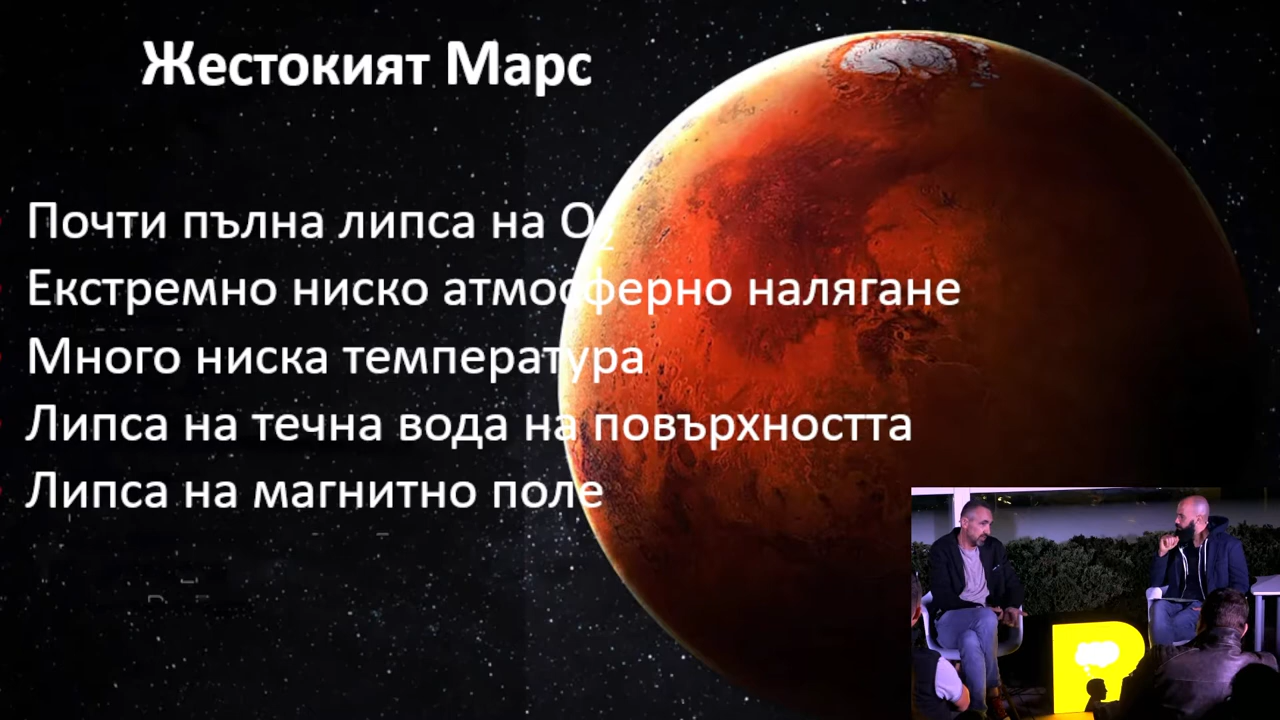 Жестокият Марс
Почти пълна липса на O₂
Екстремно ниско атмосферно налягане
Много ниска температура
Липса на течна вода на повърхността
Липса на магнитно поле
P